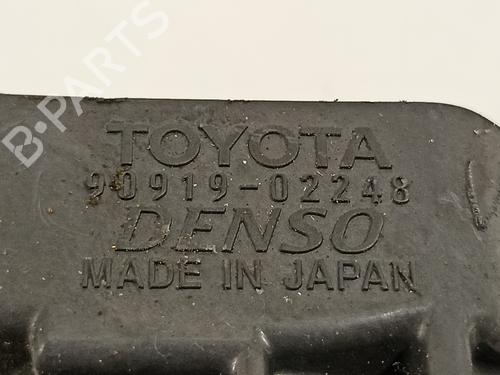 B-PARTS
TOYOTA
90919-02248
DENSO
MADE IN JAPAN